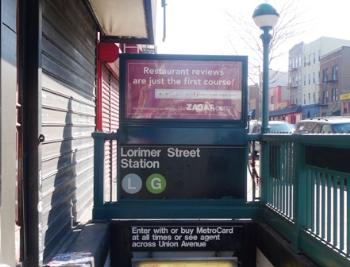 Restaurant reviews
are just the first course!
ZAGAT
Lorimer Street
Station
L G
Enter with or buy MetroCard
at all times or see agent
across Union Avenue